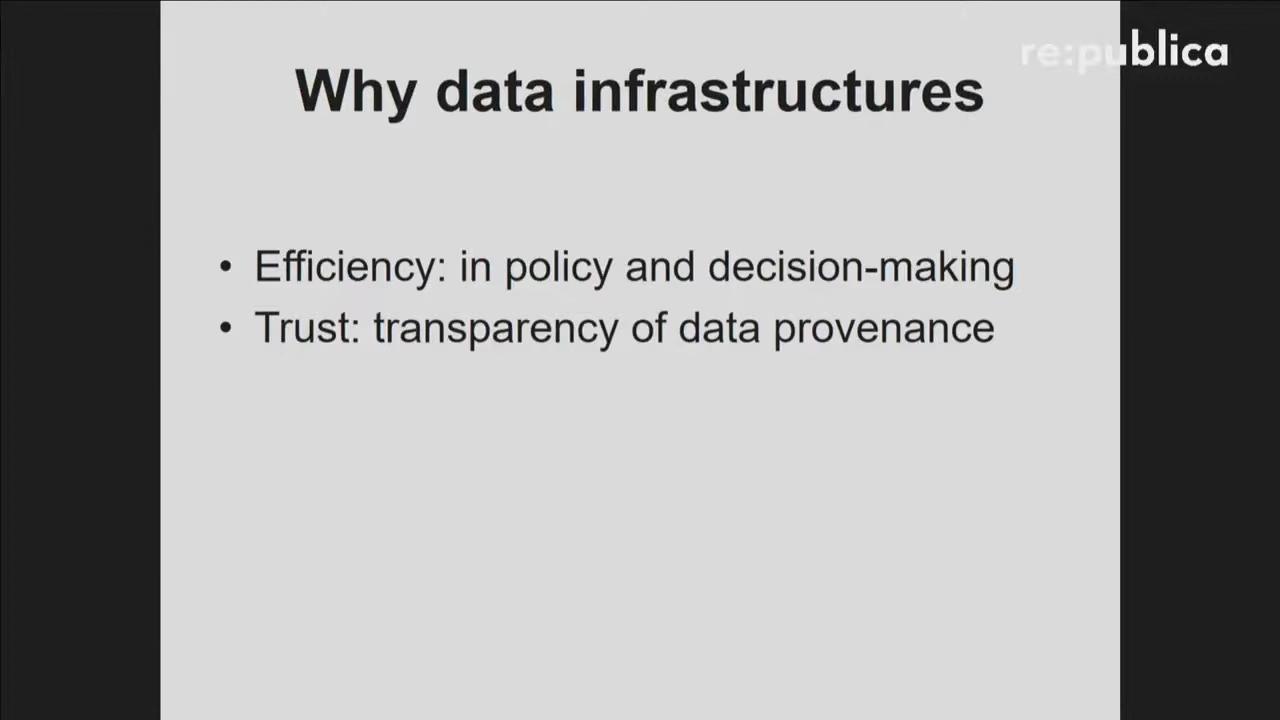 re:publica
Why data infrastructures
• Efficiency: in policy and decision-making
• Trust: transparency of data provenance